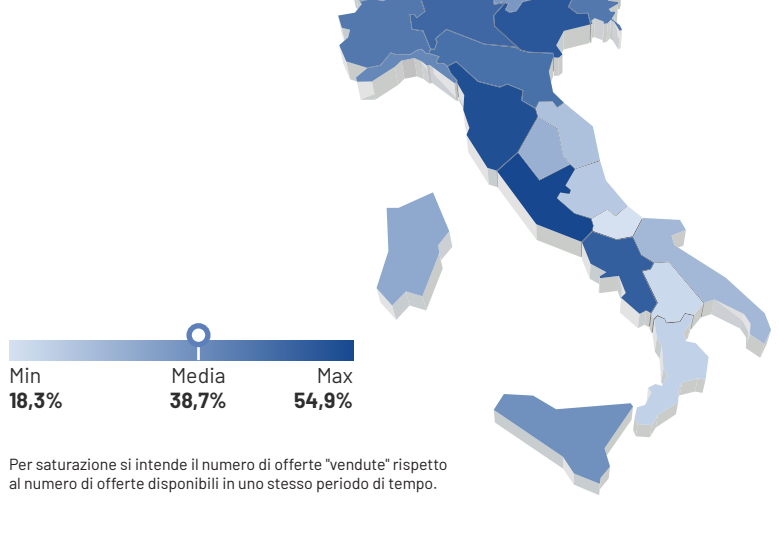 Min Media Max
18,3% 38,7% 54,9%
Per saturazione si intende il numero di offerte "vendute" rispetto
al numero di offerte disponibili in uno stesso periodo di tempo.